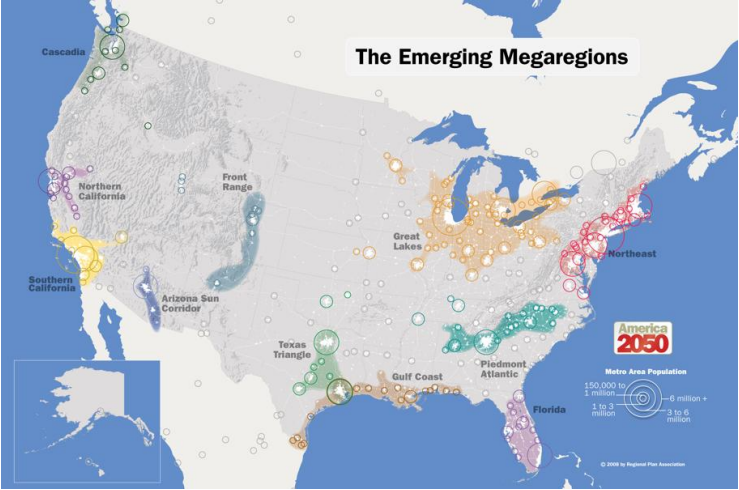 The Emerging Megaregions
Cascadia
Northern
California
Front
Range
Great
Lakes
Northeast
Southern
California
Arizona Sun
Corridor
Texas
Triangle
Gulf Coast
Piedmont
Atlantic
Florida
America
2050
Metro Area Population
150,000 to
1 million
1 to 3
million
6 million +
3 to 6
million
© 2008 by Regional Plan Association